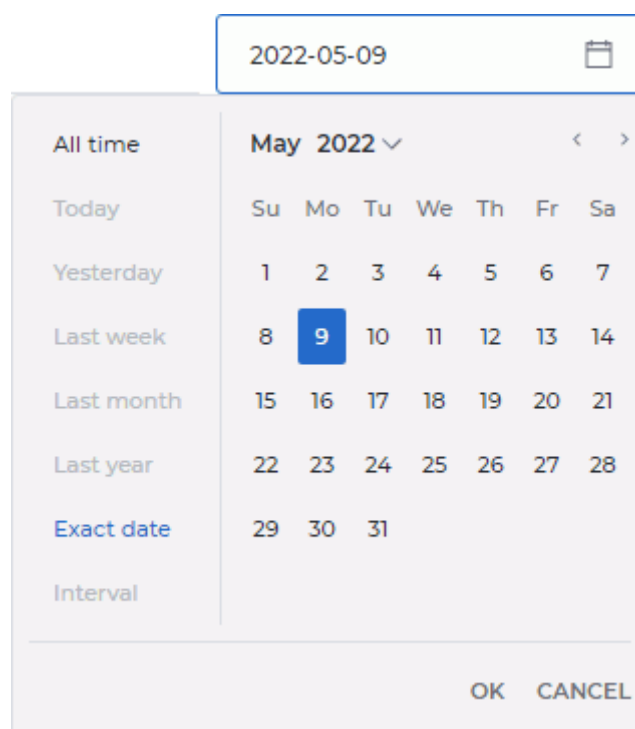 2022-05-09
All time
Today
Yesterday
Last week
Last month
Last year
Exact date
Interval
May 2022
Su Mo Tu We Th Fr Sa
1 2 3 4 5 6 7
8 9 10 11 12 13 14
15 16 17 18 19 20 21
22 23 24 25 26 27 28
29 30 31
OK CANCEL